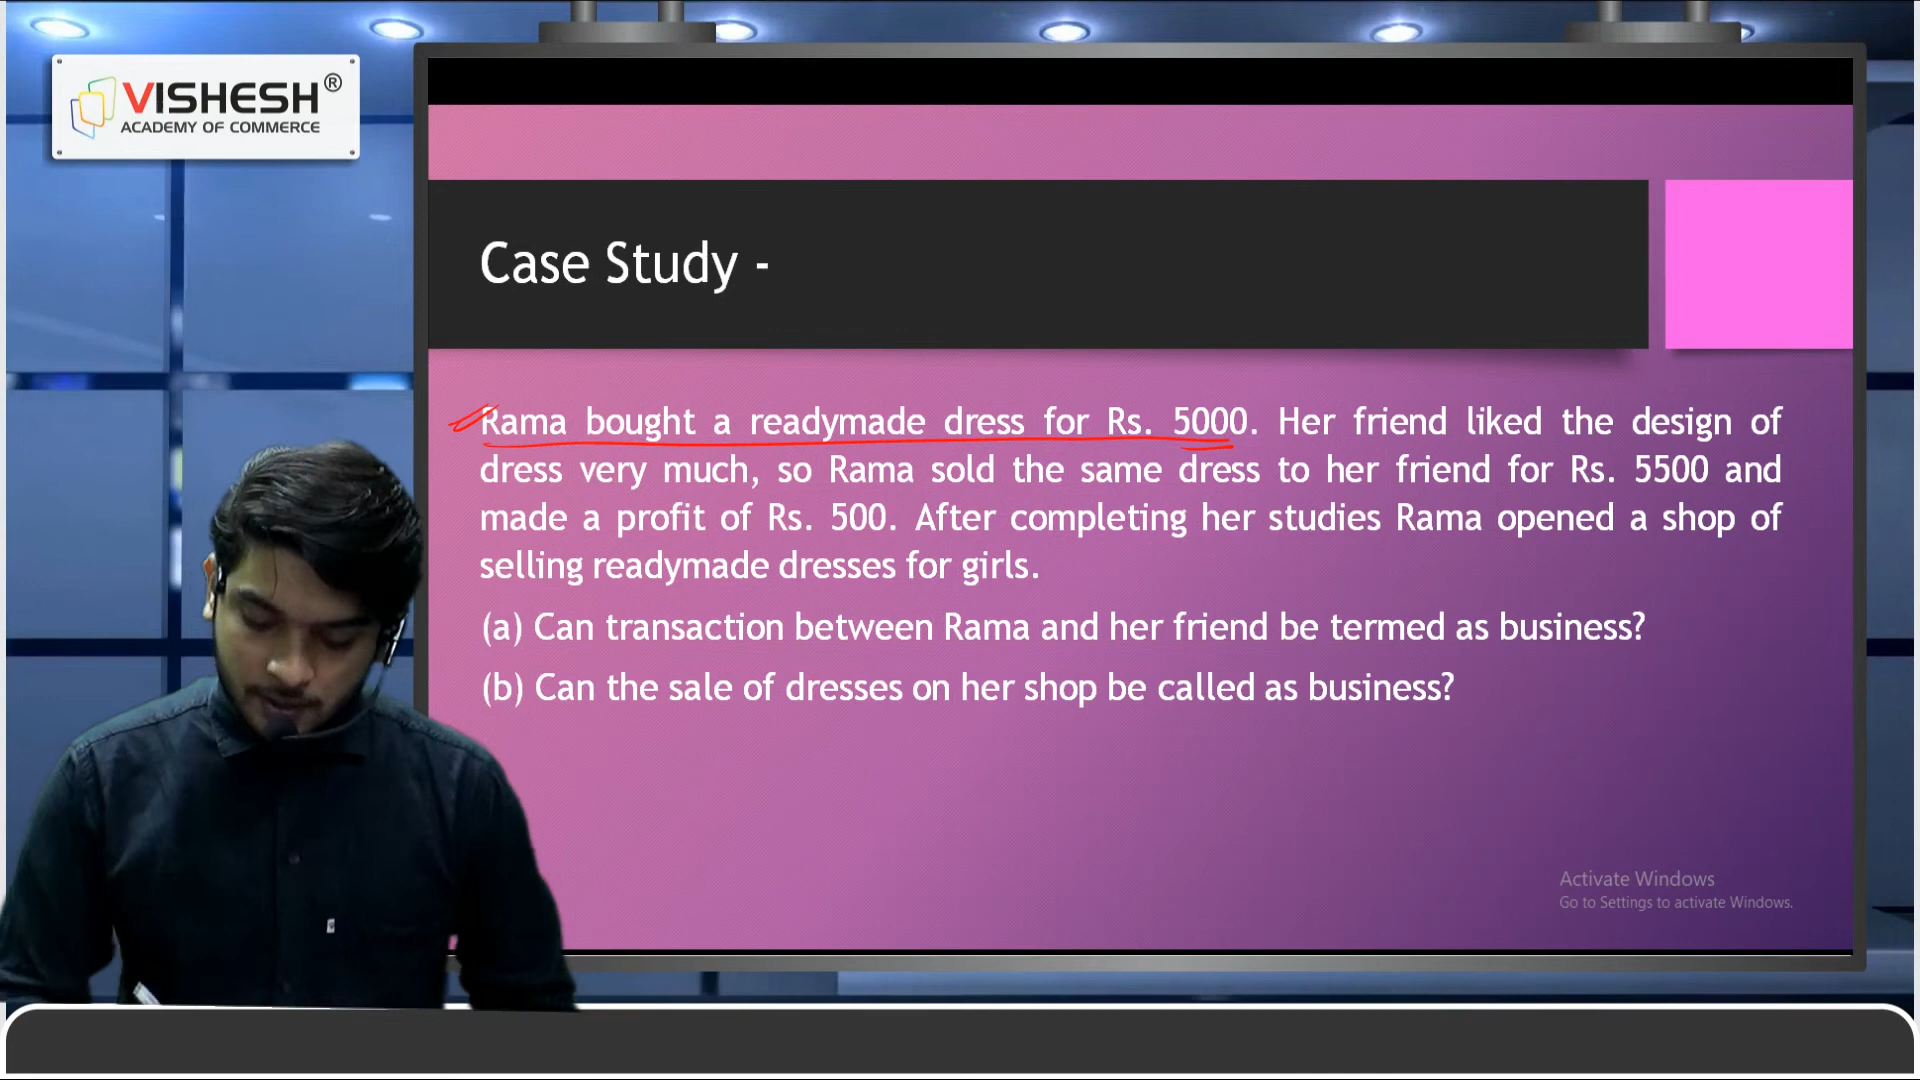 VISHESH®
ACADEMY OF COMMERCE
Case Study -
Rama bought a readymade dress for Rs. 5000. Her friend liked the design of
dress very much, so Rama sold the same dress to her friend for Rs. 5500 and
made a profit of Rs. 500. After completing her studies Rama opened a shop of
selling readymade dresses for girls.
(a) Can transaction between Rama and her friend be termed as business?
(b) Can the sale of dresses on her shop be called as business?
Activate Windows
Go to Settings to activate Windows.